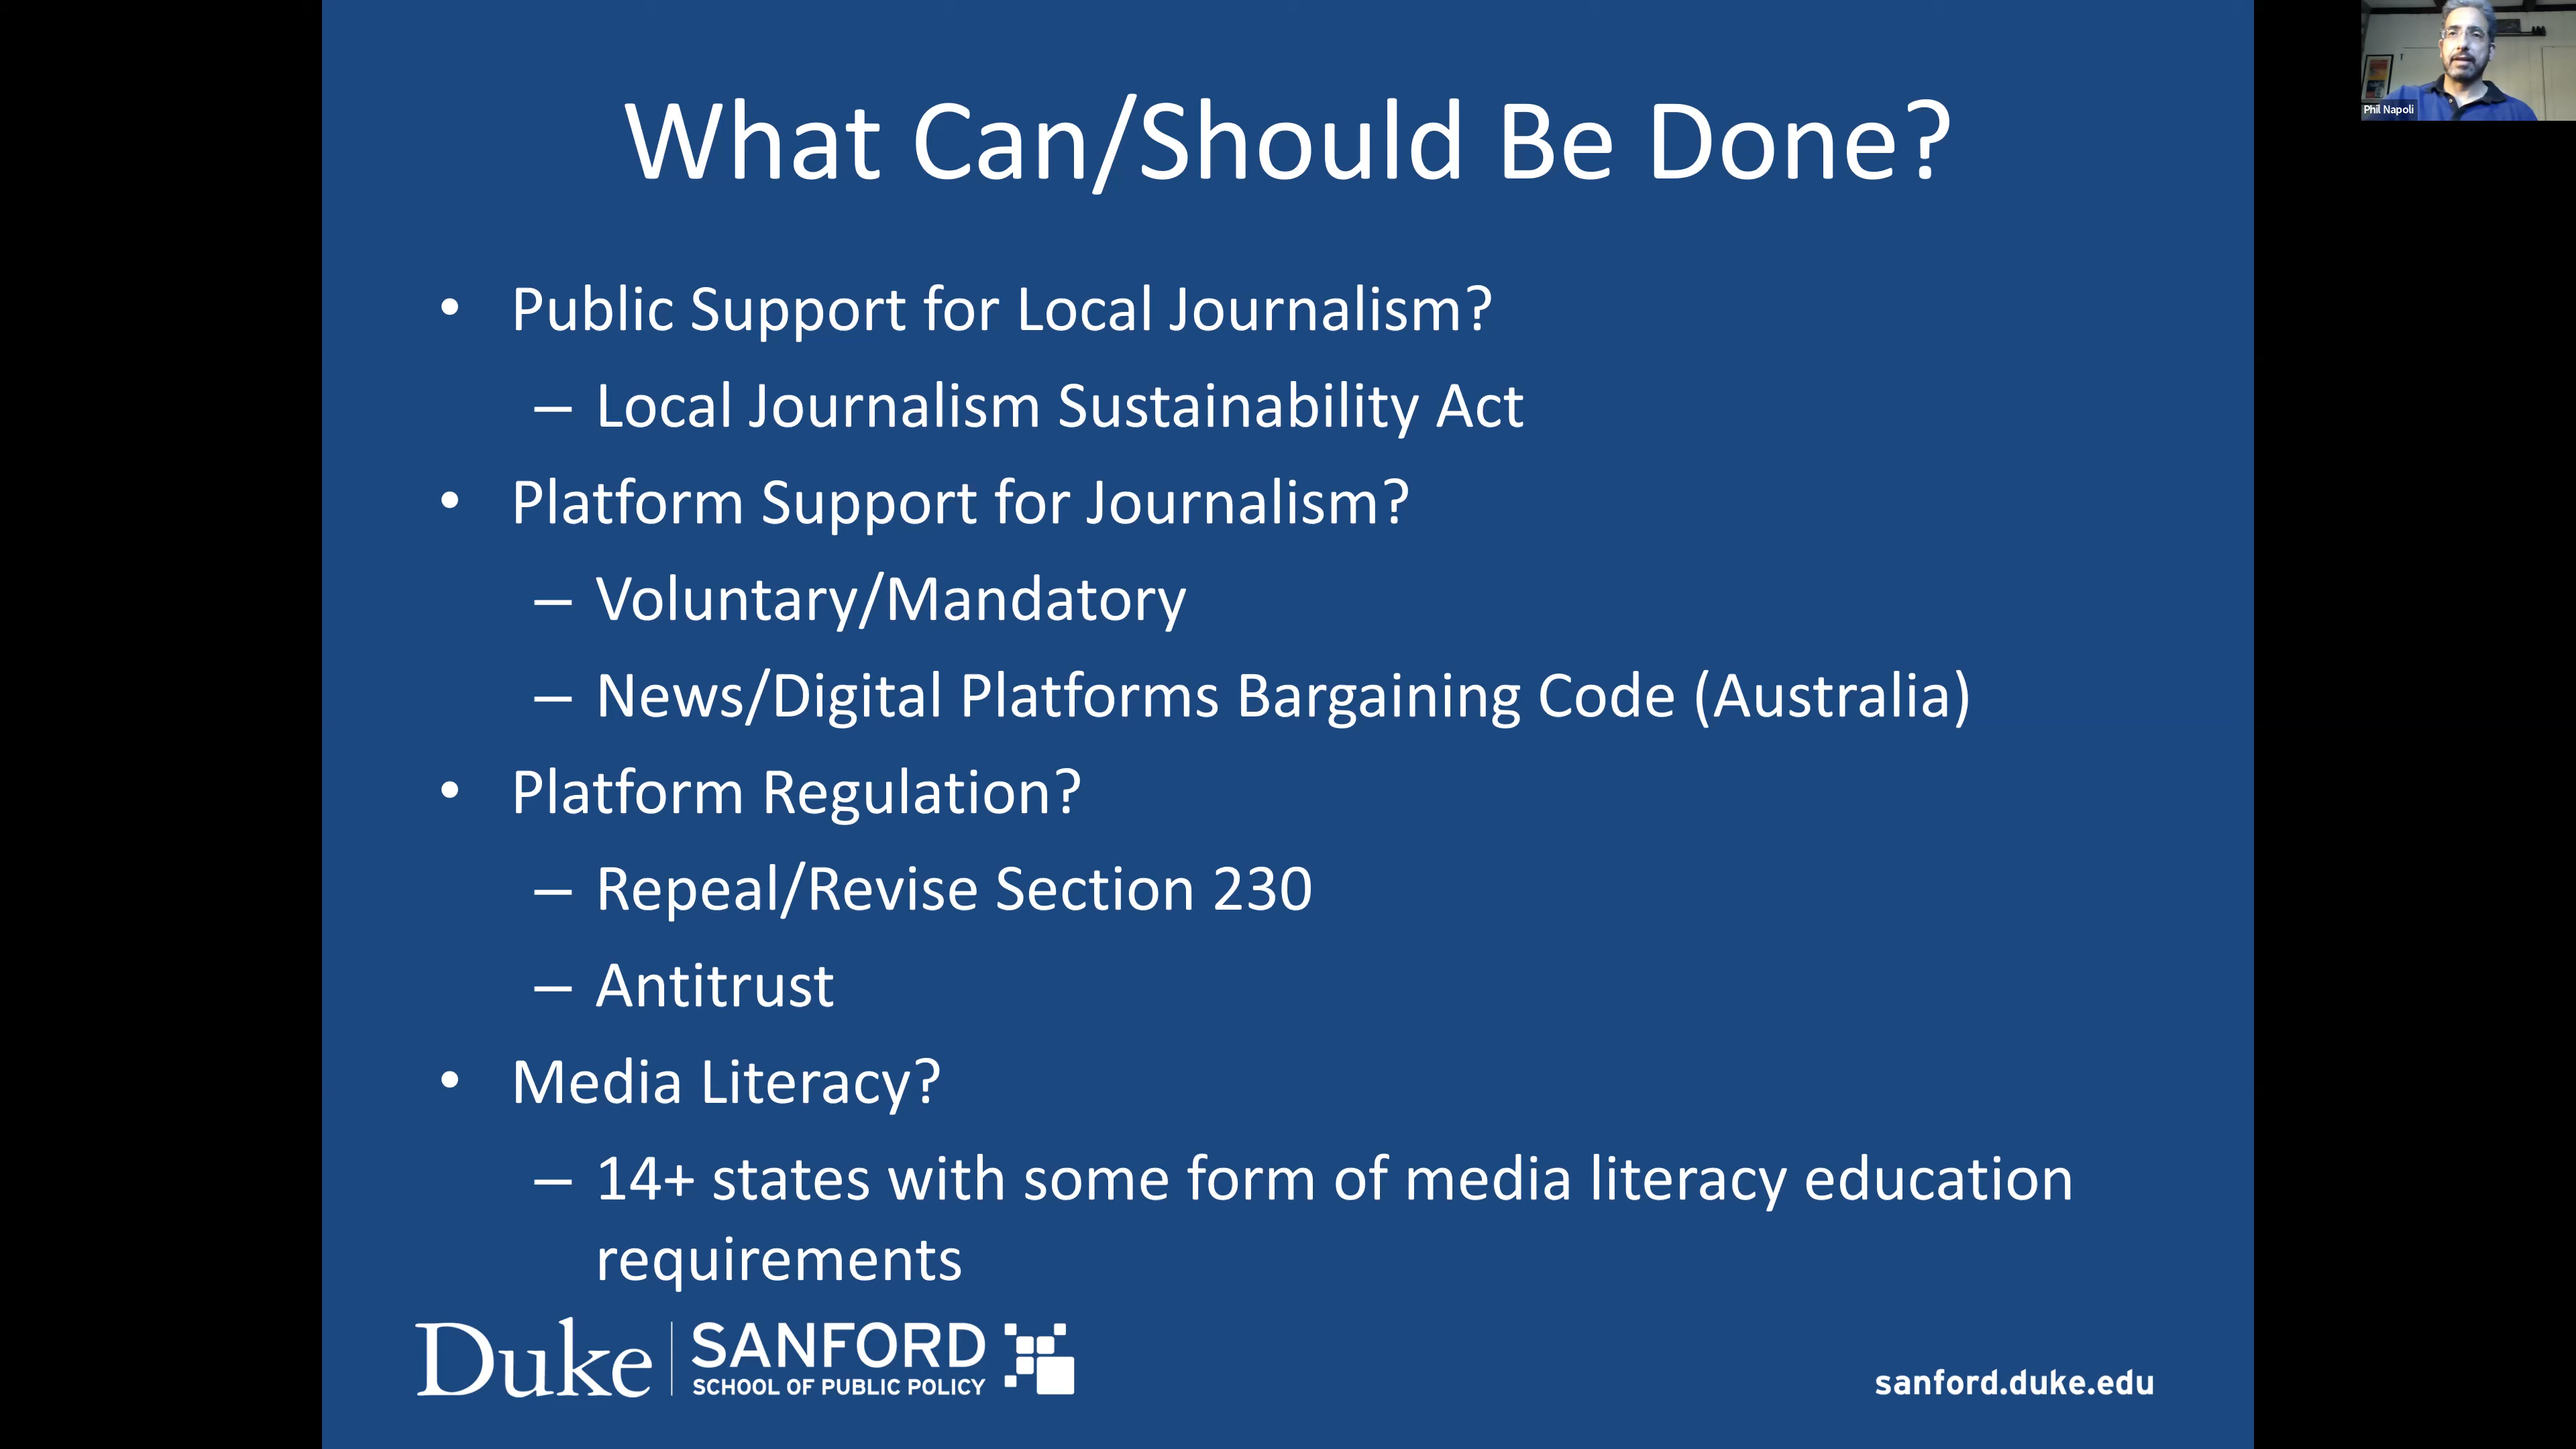 What Can/Should Be Done?
Phil Napoli
• Public Support for Local Journalism?
– Local Journalism Sustainability Act
• Platform Support for Journalism?
– Voluntary/Mandatory
– News/Digital Platforms Bargaining Code (Australia)
• Platform Regulation?
– Repeal/Revise Section 230
– Antitrust
• Media Literacy?
– 14+ states with some form of media literacy education
requirements
Duke | SANFORD
SCHOOL OF PUBLIC POLICY
sanford.duke.edu